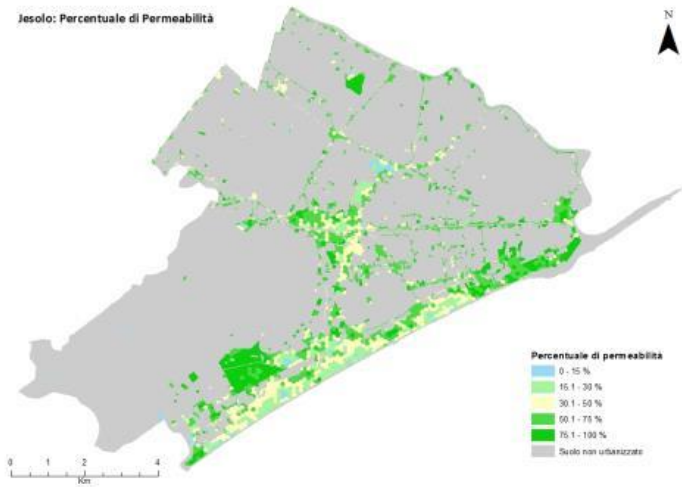 Jesolo: Percentuale di Permeabilità
N
Percentuale di permeabilità
0 - 15 %
15.1 - 30 %
30.1 - 50 %
50.1 - 75 %
75.1 - 100 %
Suolo non urbanizzato
0 1 2 4
Km